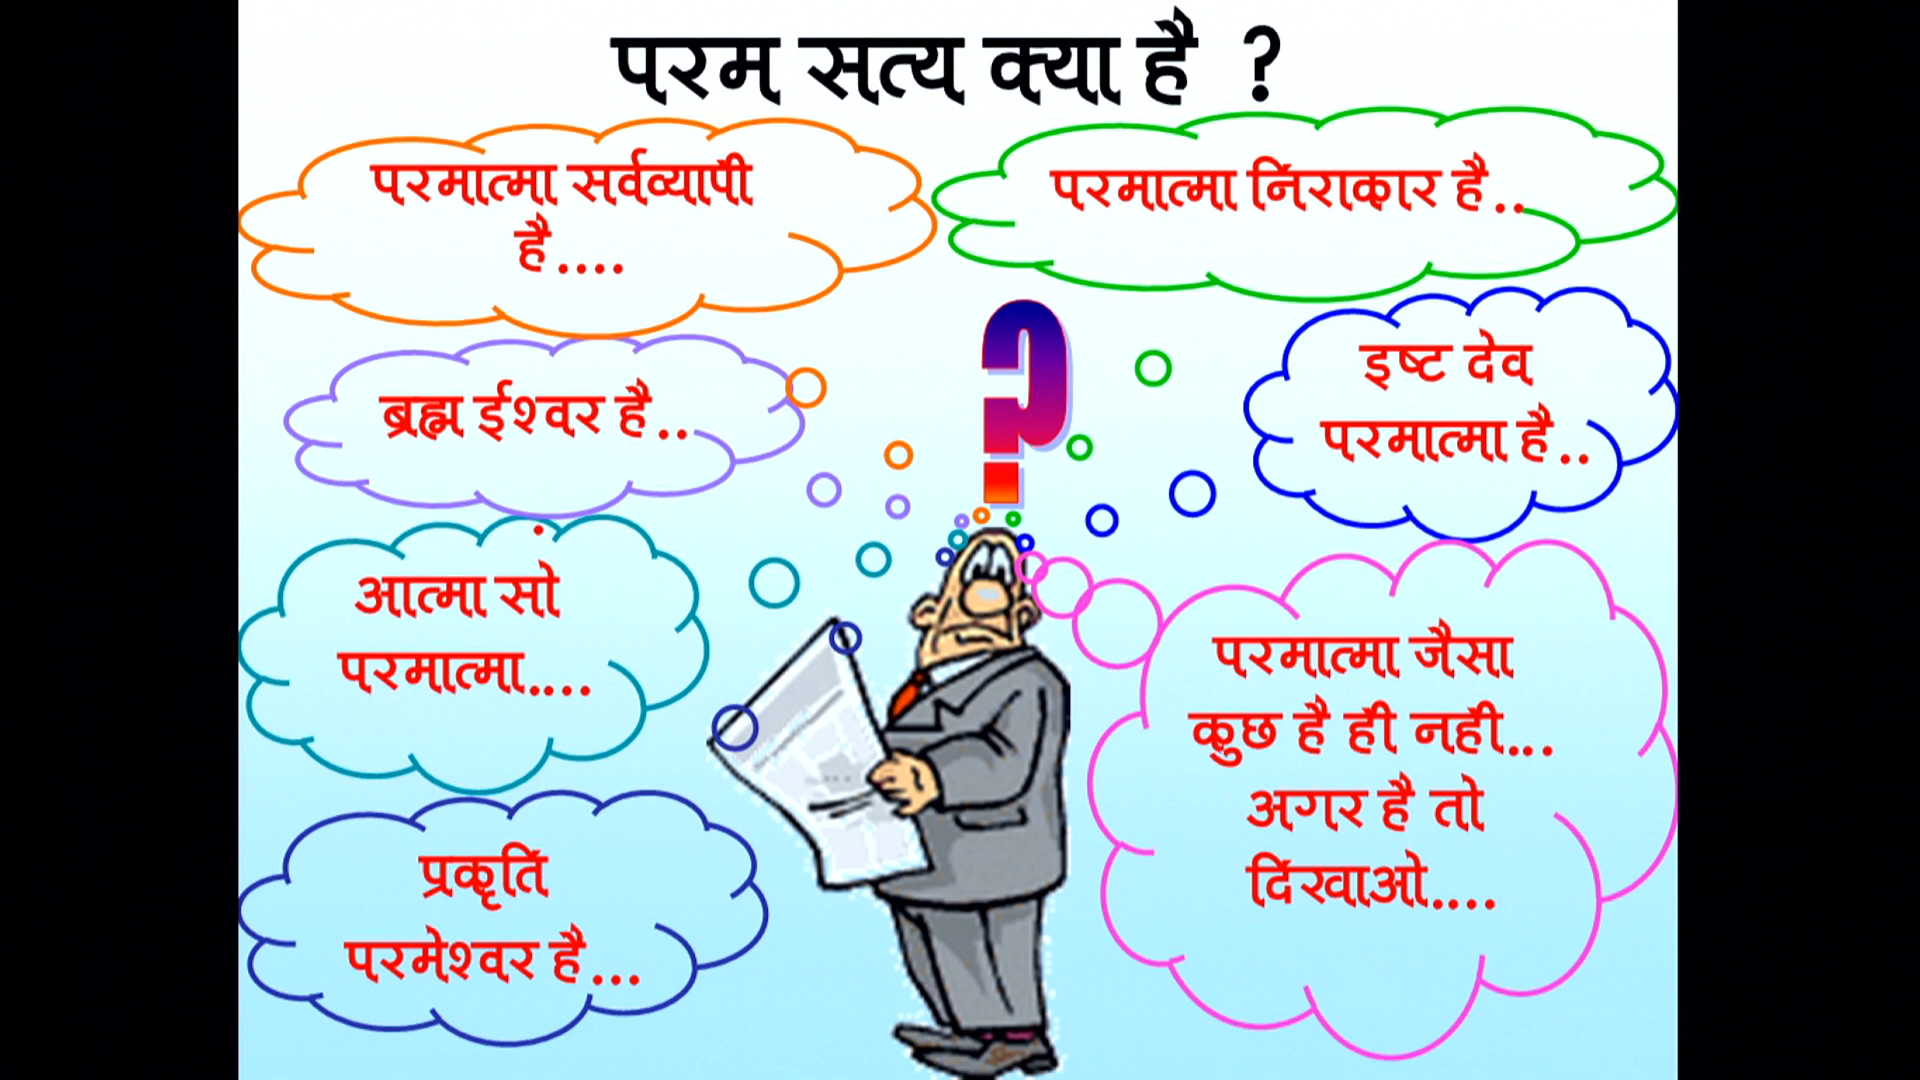 परम सत्य क्या है ?
परमात्मा सर्वव्यापी
है....
परमात्मा निराकार है..
ब्रह्म ईश्वर है..
इष्ट देव
परमात्मा है..
आत्मा सो
परमात्मा....
परमात्मा जैसा
कुछ है ही नही...
अगर है तो
दिखाओ....
प्रकृति
परमेश्वर है...
?